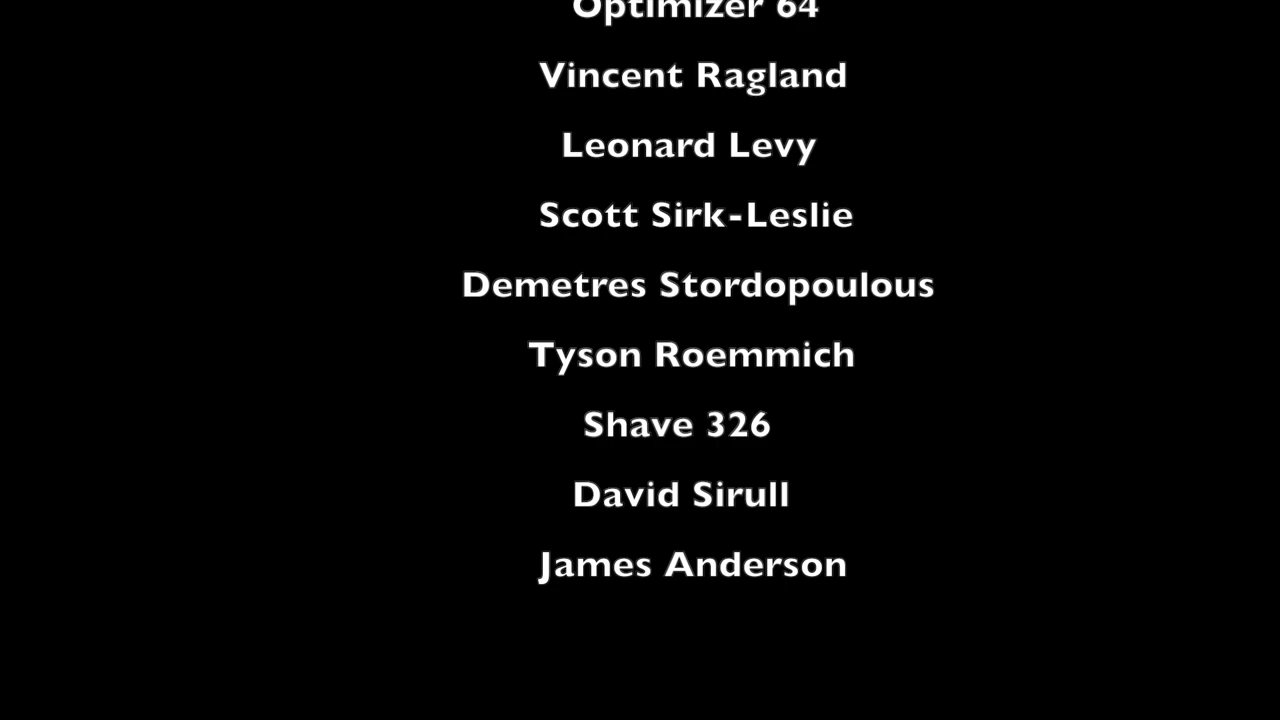 Optimizer 64
Vincent Ragland
Leonard Levy
Scott Sirk-Leslie
Demetres Stordopoulous
Tyson Roemmich
Shave 326
David Sirull
James Anderson